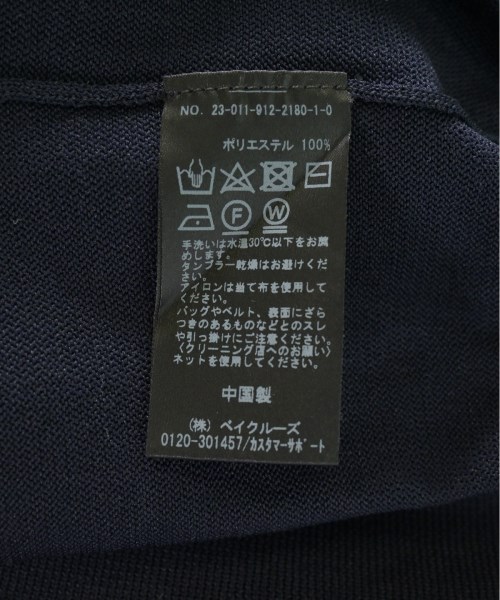 NO. 23-011-912-2180-1-0
ポリエステル 100%
F W
手洗いは水温30℃以下をお薦
めします。
タンブラー乾燥はお避けくださ
い。
アイロンは当て布を使用して
ください。
バッグやベルト、表面にざら
つきのあるものなどとのスレ
や引っ掛けにご注意ください。
〈クリーニング店へのお願い〉
ネットを使用してください。
中国製
(株) ベイクルーズ
0120-301457/カスタマーサポート